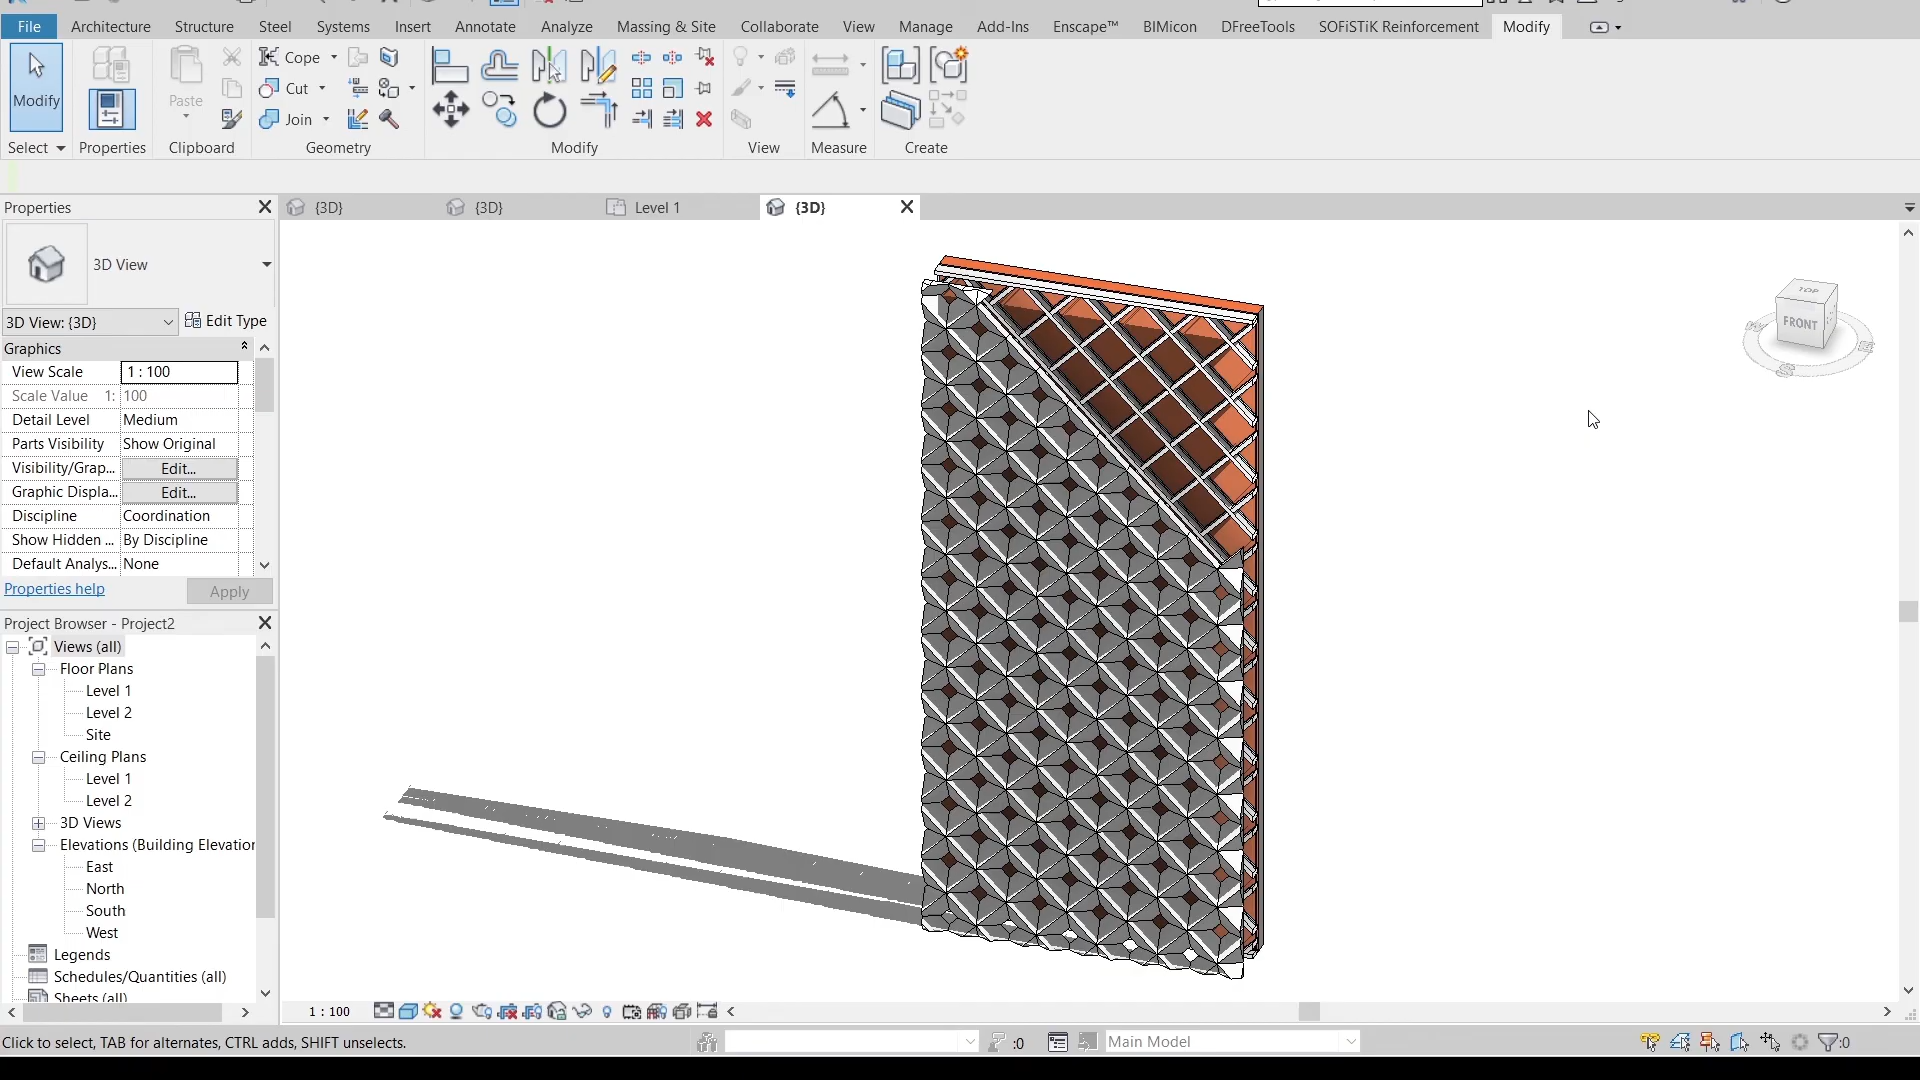 File Architecture Structure Steel Systems Insert Annotate Analyze Massing & Site Collaborate View Manage Add-Ins Enscape™ BIMicon DFreeTools SOFiSTiK Reinforcement Modify
Cope
Cut
Join
Modify
Paste
Select Properties Clipboard Geometry Modify View Measure Create
Properties
{3D} {3D} Level 1 {3D}
3D View
3D View: {3D} Edit Type
Graphics
View Scale 1 : 100
Scale Value 1: 100
Detail Level Medium
Parts Visibility Show Original
Visibility/Grap... Edit...
Graphic Displa... Edit...
Discipline Coordination
Show Hidden ... By Discipline
Default Analys... None
Properties help Apply
TOP
FRONT
W
S
E
Project Browser - Project2
Views (all)
Floor Plans
Level 1
Level 2
Site
Ceiling Plans
Level 1
Level 2
3D Views
Elevations (Building Elevation
East
North
South
West
Legends
Schedules/Quantities (all)
Sheets (all)
1 : 100
Click to select, TAB for alternates, CTRL adds, SHIFT unselects.
:0
Main Model
:0